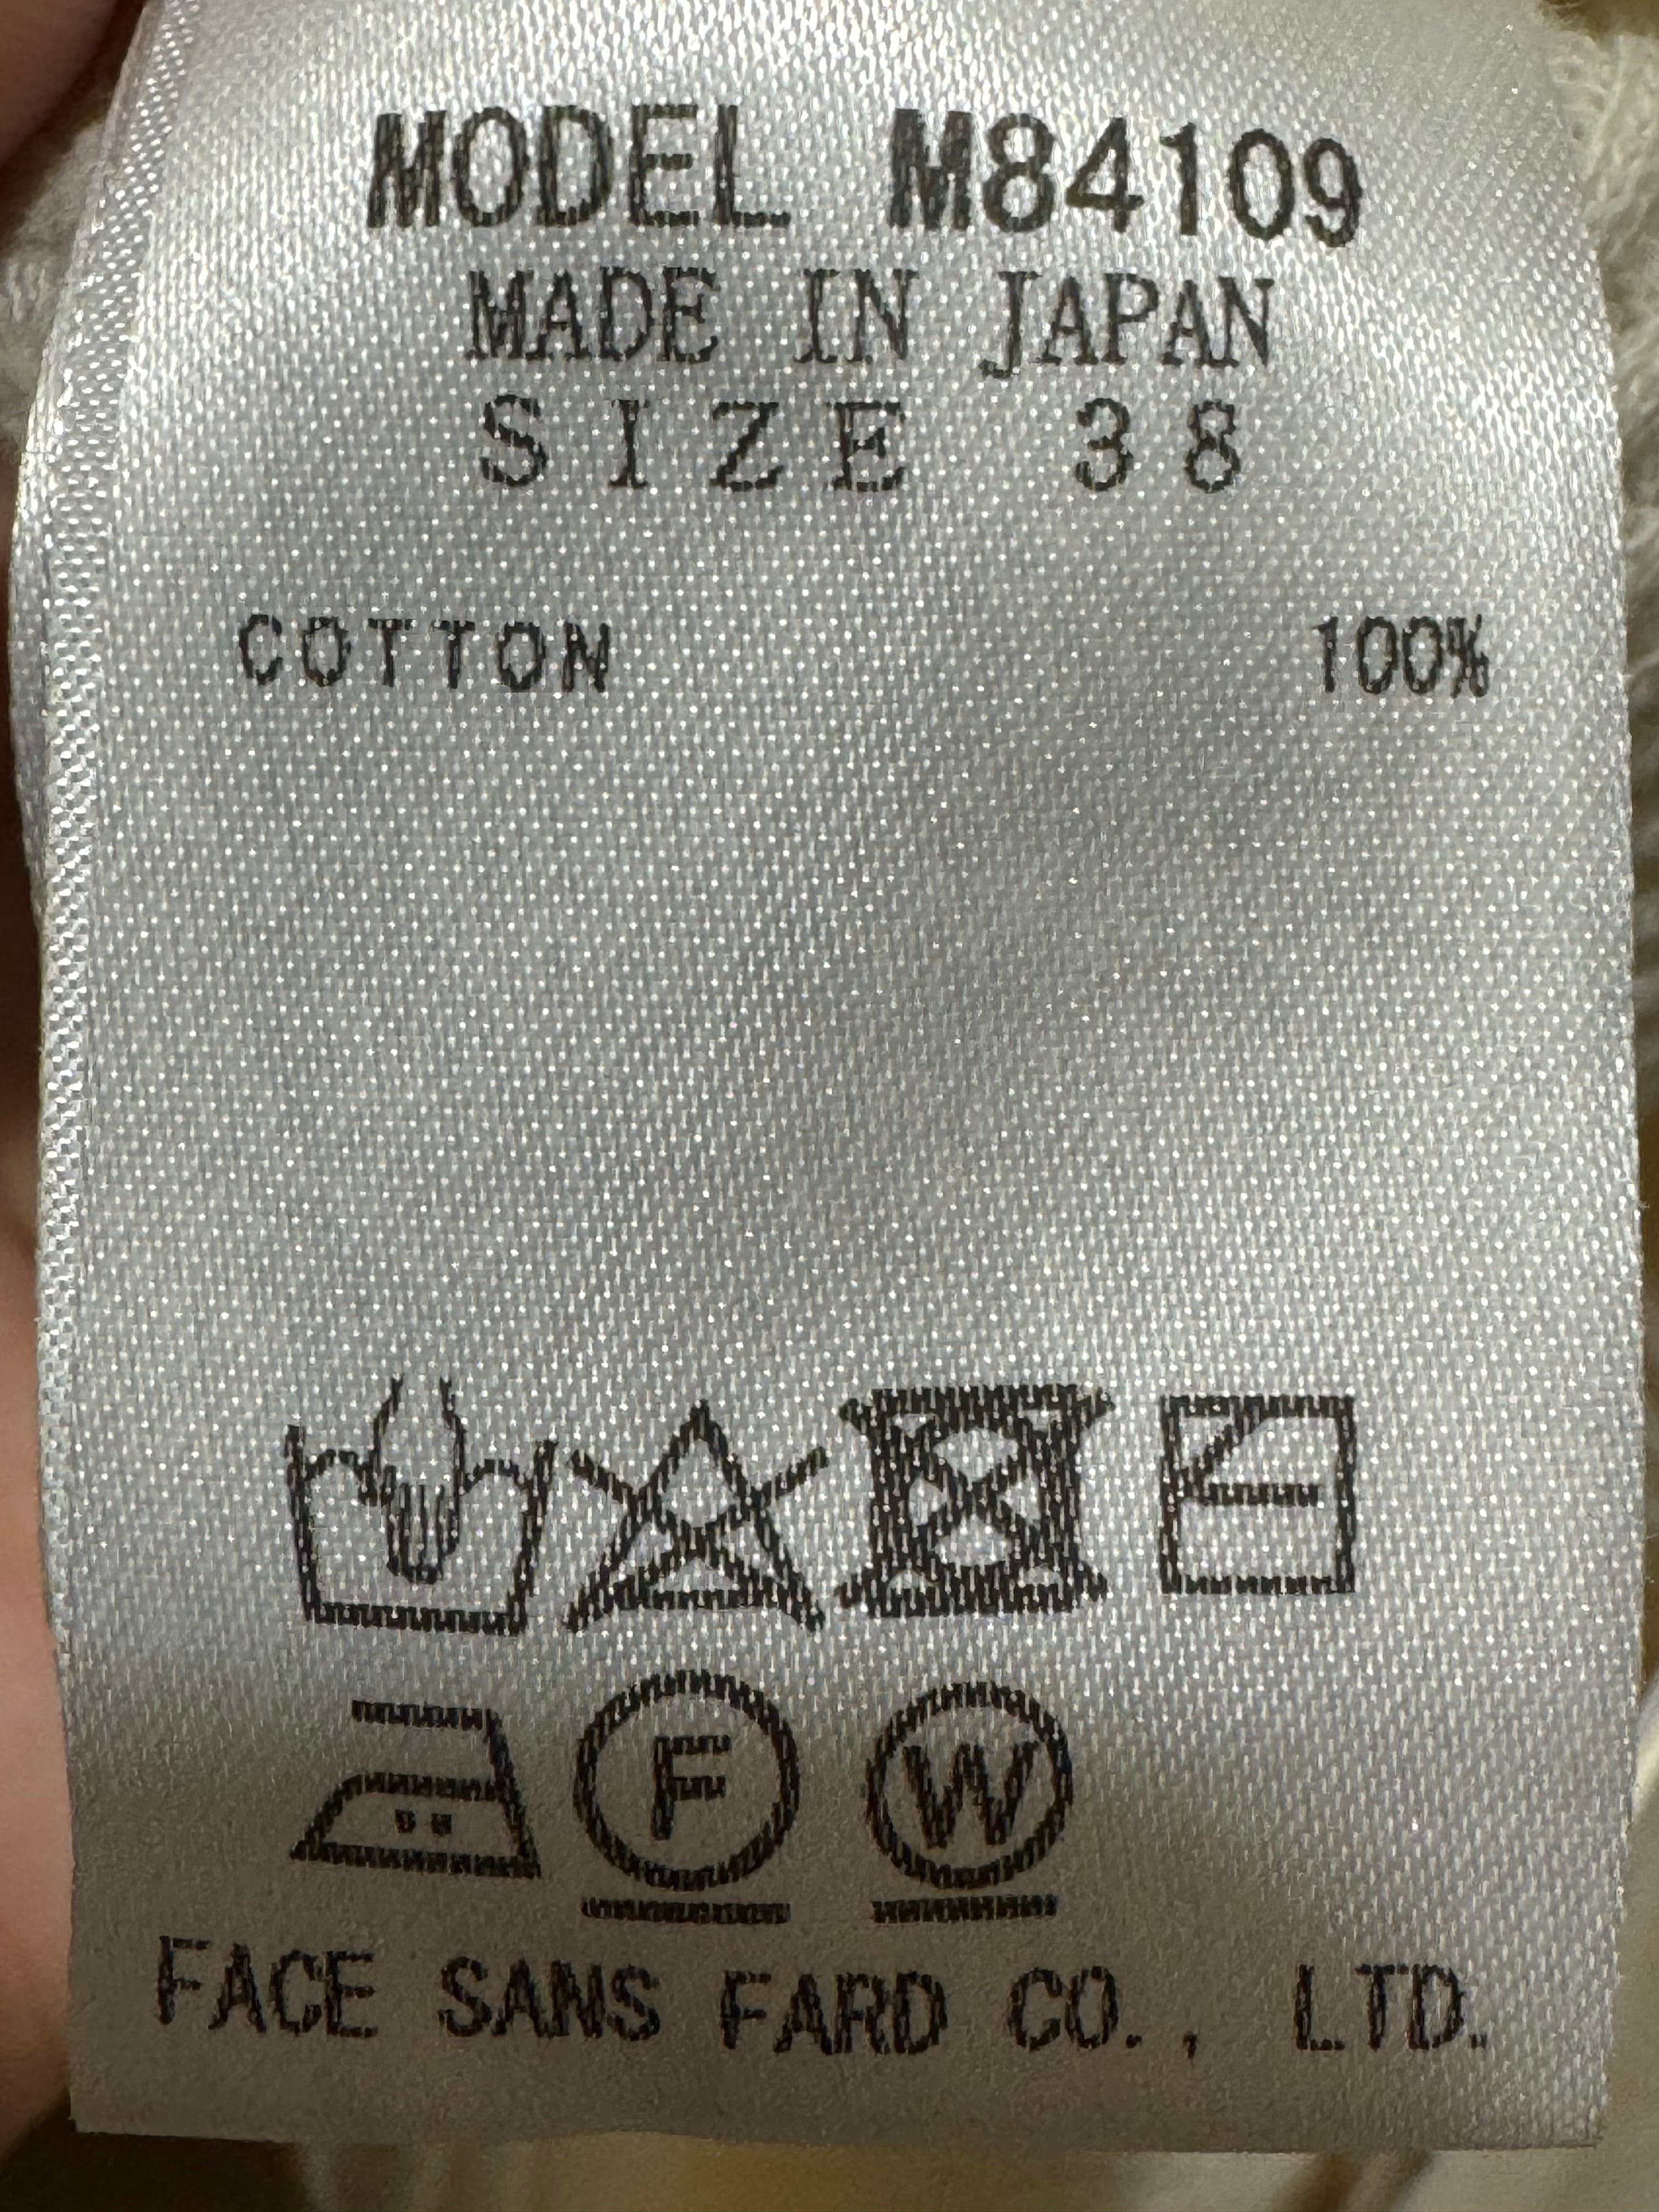 MODEL M84109
MADE IN JAPAN
SIZE 38
COTTON 100%
F W
FACE SANS FARD CO., LTD.